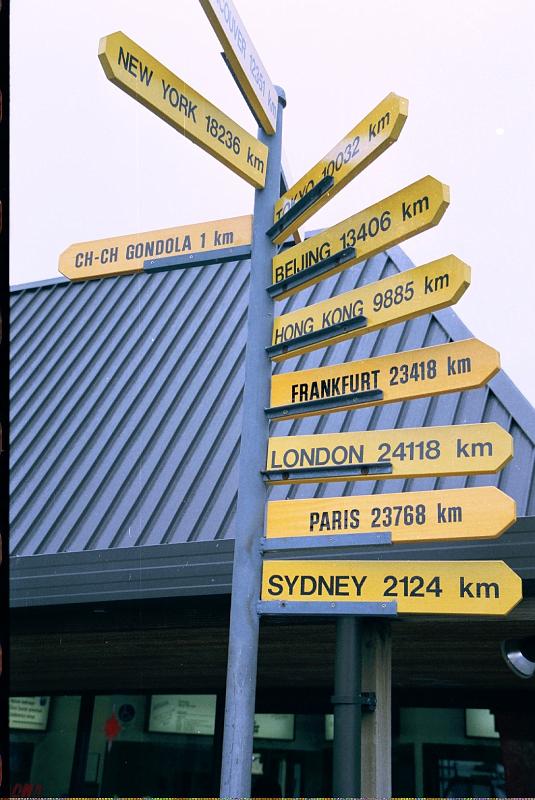 NEW YORK 18236 km
TOKYO 10032 km
BEIJING 13406 km
CH-CH GONDOLA 1 km
HONG KONG 9885 km
FRANKFURT 23418 km
LONDON 24118 km
PARIS 23768 km
SYDNEY 2124 km